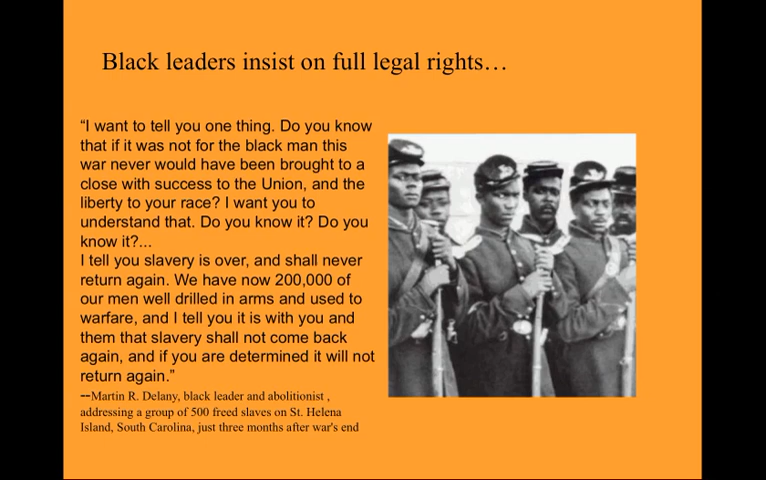 Black leaders insist on full legal rights…
“I want to tell you one thing. Do you know
that if it was not for the black man this
war never would have been brought to a
close with success to the Union, and the
liberty to your race? I want you to
understand that. Do you know it? Do you
know it?...
I tell you slavery is over, and shall never
return again. We have now 200,000 of
our men well drilled in arms and used to
warfare, and I tell you it is with you and
them that slavery shall not come back
again, and if you are determined it will not
return again.”
--Martin R. Delany, black leader and abolitionist ,
addressing a group of 500 freed slaves on St. Helena
Island, South Carolina, just three months after war's end